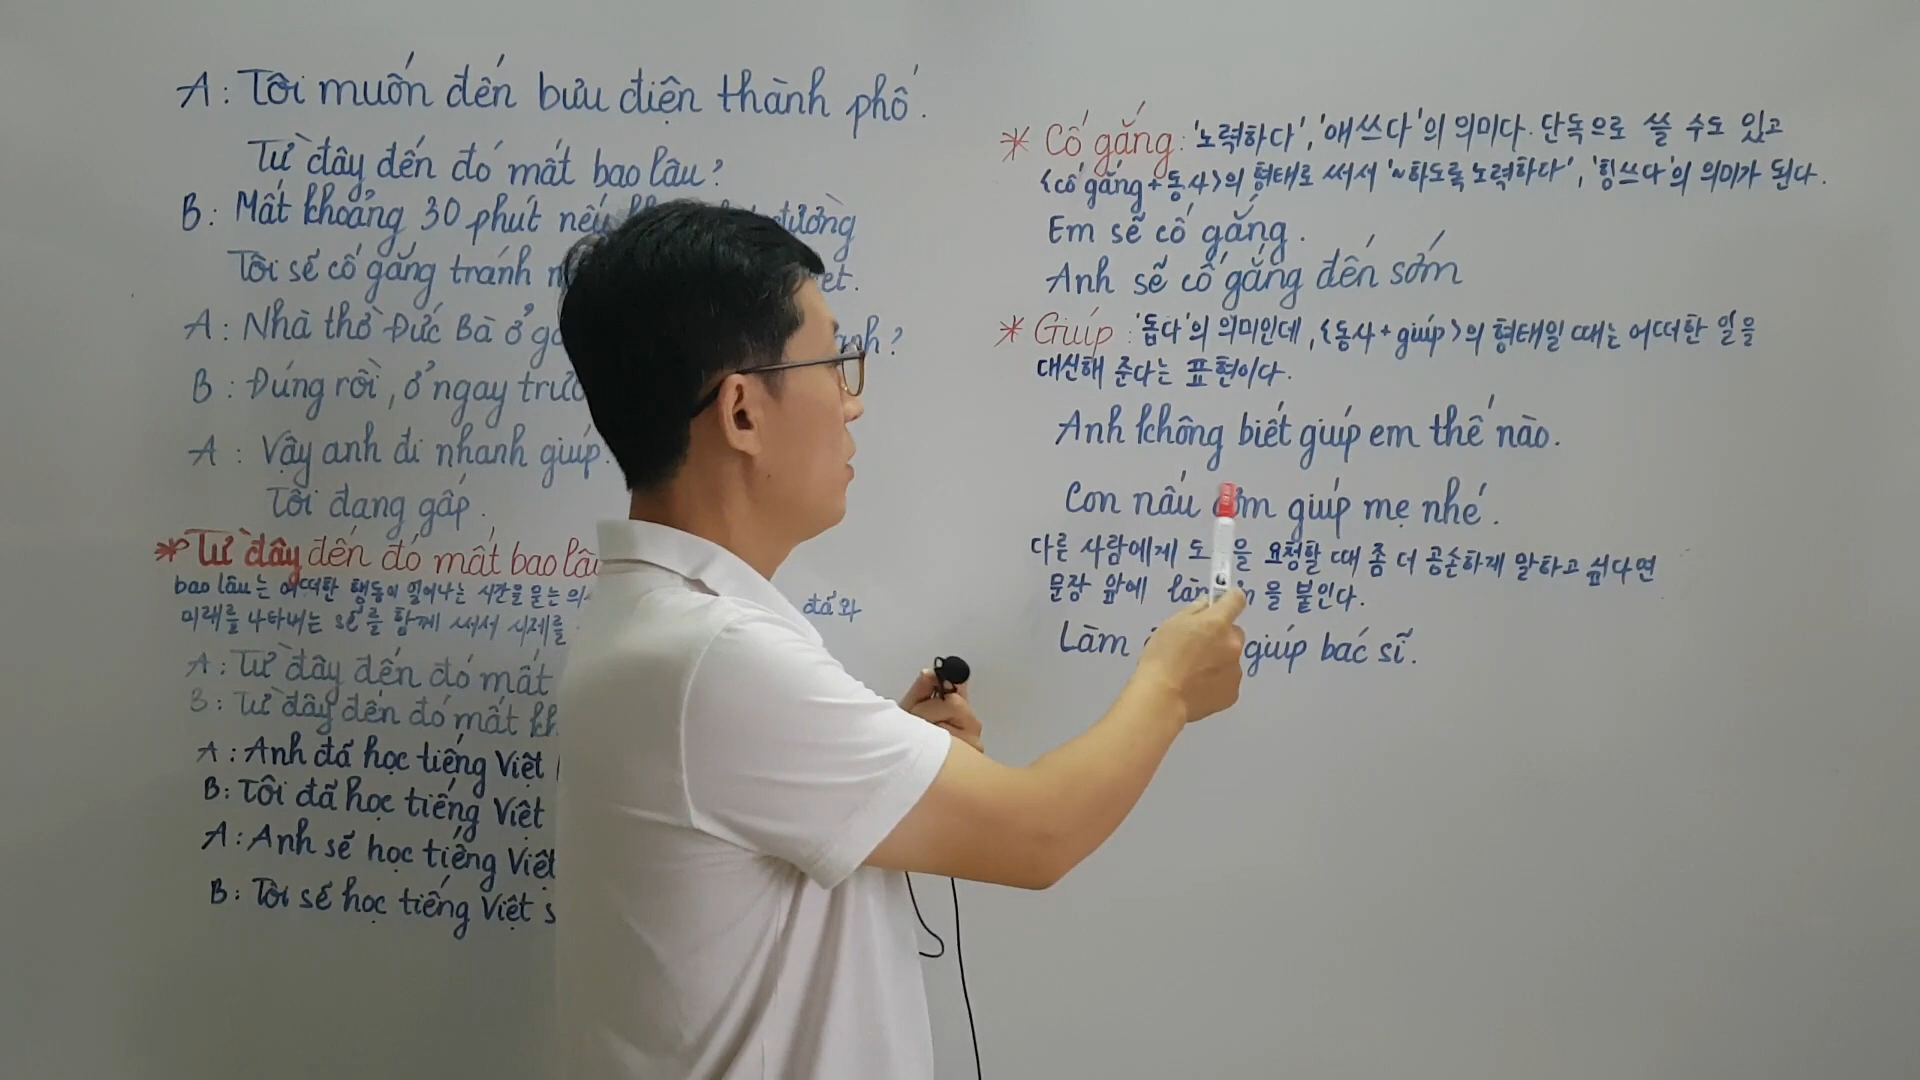 A: Tôi muốn đến bưu điện thành phố.
Từ đây đến đó mất bao lâu?
B: Mất khoảng 30 phút nếu đường
Tôi sẽ cố gắng tránh
A: Nhà thờ Đức Bà ở
B: Đúng rồi, ở ngay
A: Vậy anh đi nhanh giúp.
Tôi đang gấp.
* Từ đây đến đó mất bao lâu
bao lâu는 어떠한 행동이 일어나는 시간을 묻는 đã와
미래를 나타내는 sẽ를 함께 써서 시제를
A: Từ đây đến đó mất
B: Từ đây đến đó mất
A: Anh đã học tiếng Việt
B: Tôi đã học tiếng Việt
A: Anh sẽ học tiếng Việt
B: Tôi sẽ học tiếng Việt
* Cố gắng: '노력하다', '애쓰다'의 의미다. 단독으로 쓸 수도 있고
<cố gắng + 동사>의 형태로 써서 '~하도록 노력하다', '힘쓰다'의 의미가 된다.
Em sẽ cố gắng.
Anh sẽ cố gắng đến sớm
* Giúp: '돕다'의 의미인데, <동사 + giúp>의 형태일 때는 어떠한 일을
대신해 준다는 표현이다.
Anh không biết giúp em thế nào.
Con nấu cơm giúp mẹ nhé.
다른 사람에게 을 요청할 때 좀 더 공손하게 말하고 싶다면
문장 앞에 을 붙인다.
Làm giúp bác sĩ.